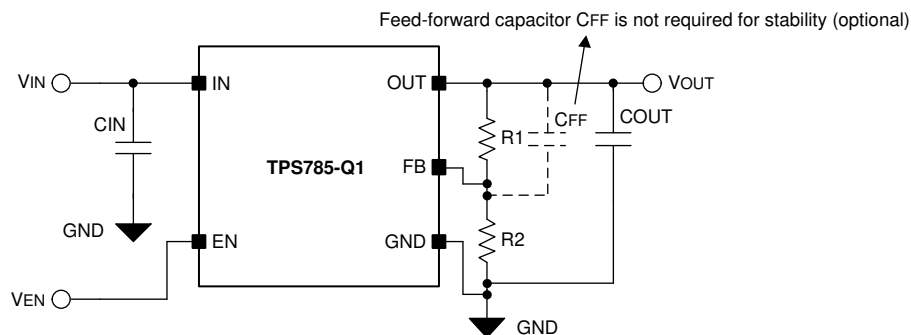 Feed-forward capacitor CFF is not required for stability (optional)
VIN
IN
OUT
VOUT
CIN
R1
CFF
COUT
TPS785-Q1
FB
GND
EN
GND
R2
VEN
GND